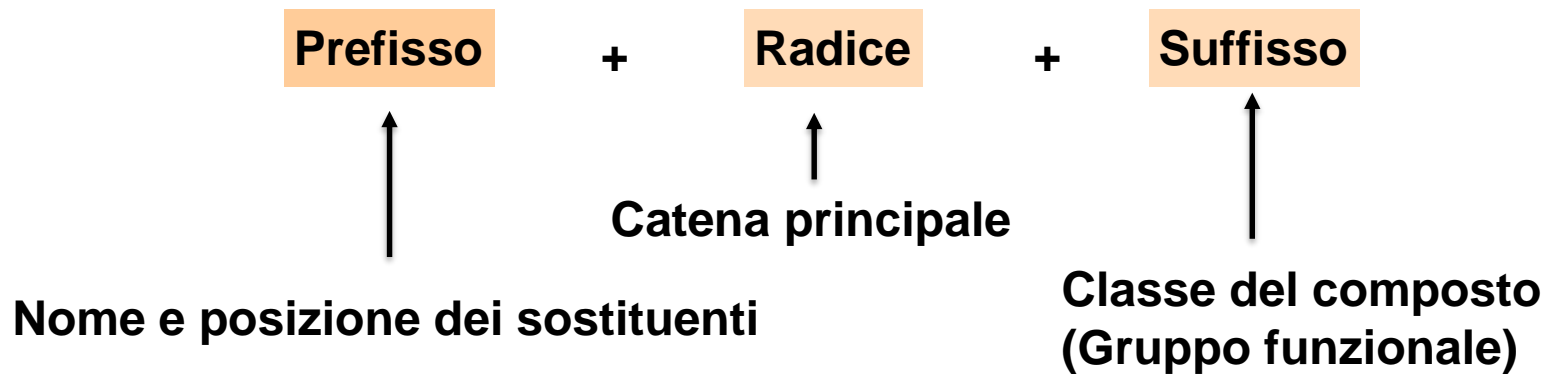 Prefisso + Radice + Suffisso
Catena principale
Nome e posizione dei sostituenti
Classe del composto
(Gruppo funzionale)